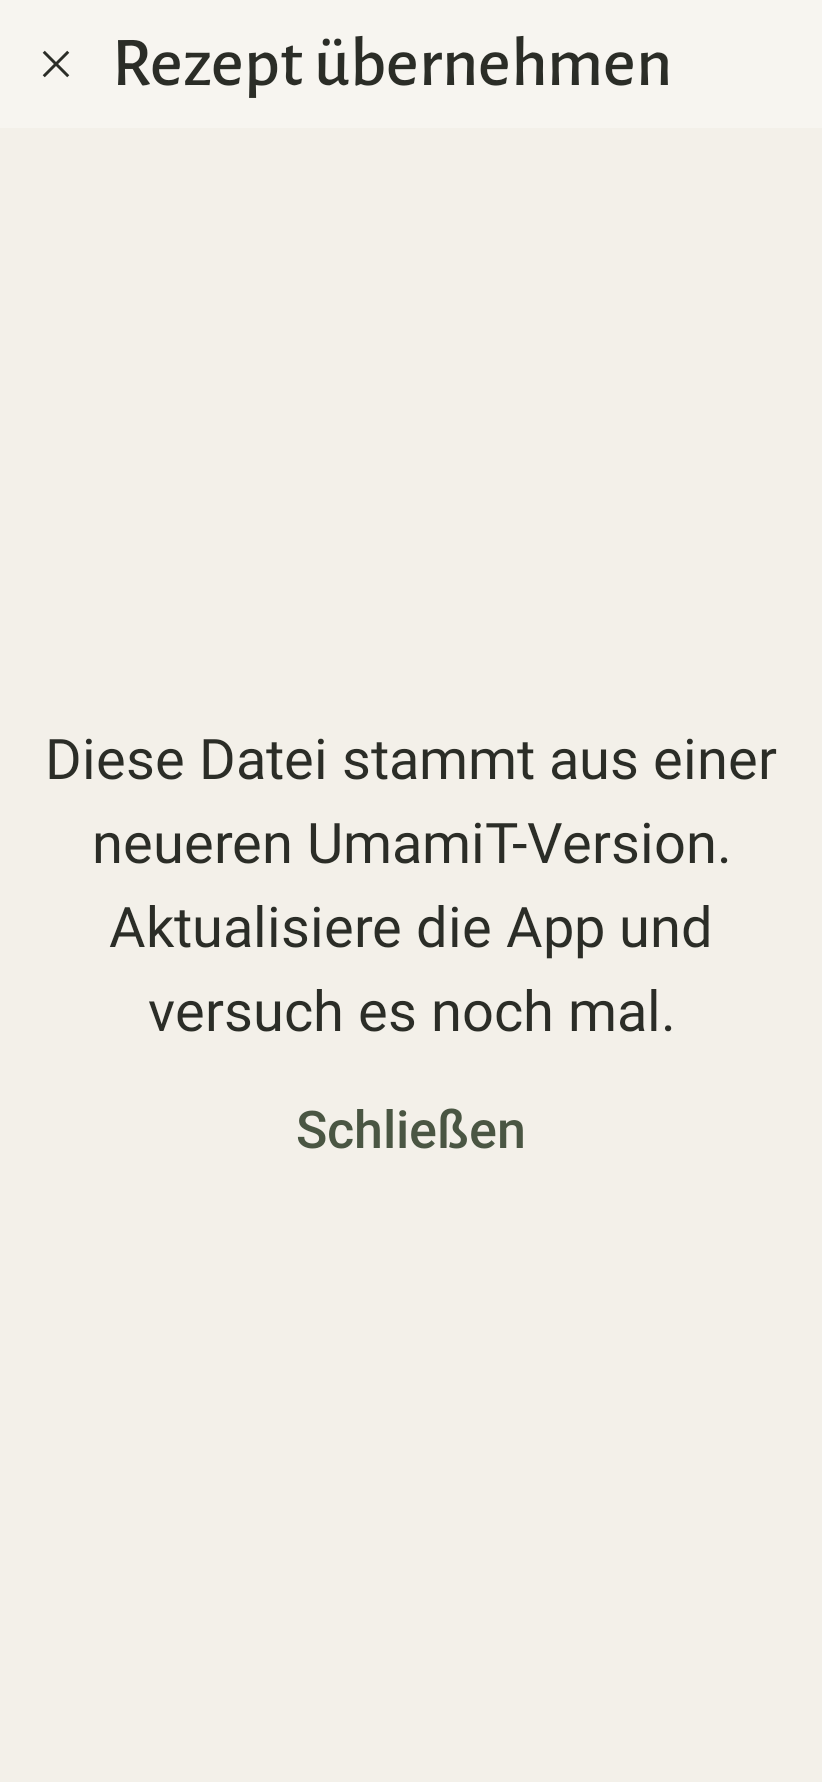 Rezept übernehmen
Diese Datei stammt aus einer
neueren UmamiT-Version.
Aktualisiere die App und
versuch es noch mal.
Schließen